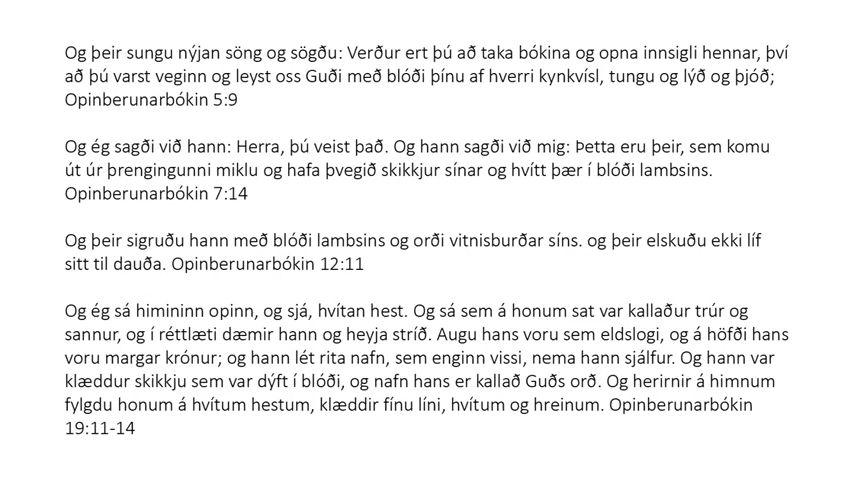 Og þeir sungu nýjan söng og sögðu: Verður ert þú að taka bókina og opna innsigli hennar, því
að þú varst veginn og leyst oss Guði með blóði þínu af hverri kynkvísl, tungu og lýð og þjóð;
Opinberunarbókin 5:9
Og ég sagði við hann: Herra, þú veist það. Og hann sagði við mig: Þetta eru þeir, sem komu
út úr þrengingunni miklu og hafa þvegið skikkjur sínar og hvítt þær í blóði lambsins.
Opinberunarbókin 7:14
Og þeir sigruðu hann með blóði lambsins og orði vitnisburðar síns. og þeir elskuðu ekki líf
sitt til dauða. Opinberunarbókin 12:11
Og ég sá himininn opinn, og sjá, hvítan hest. Og sá sem á honum sat var kallaður trúr og
sannur, og í réttlæti dæmir hann og heyja stríð. Augu hans voru sem eldslogi, og á höfði hans
voru margar krónur; og hann lét rita nafn, sem enginn vissi, nema hann sjálfur. Og hann var
klæddur skikkju sem var dýft í blóði, og nafn hans er kallað Guðs orð. Og herirnir á himnum
fylgdu honum á hvítum hestum, klæddir fínu líni, hvítum og hreinum. Opinberunarbókin
19:11-14